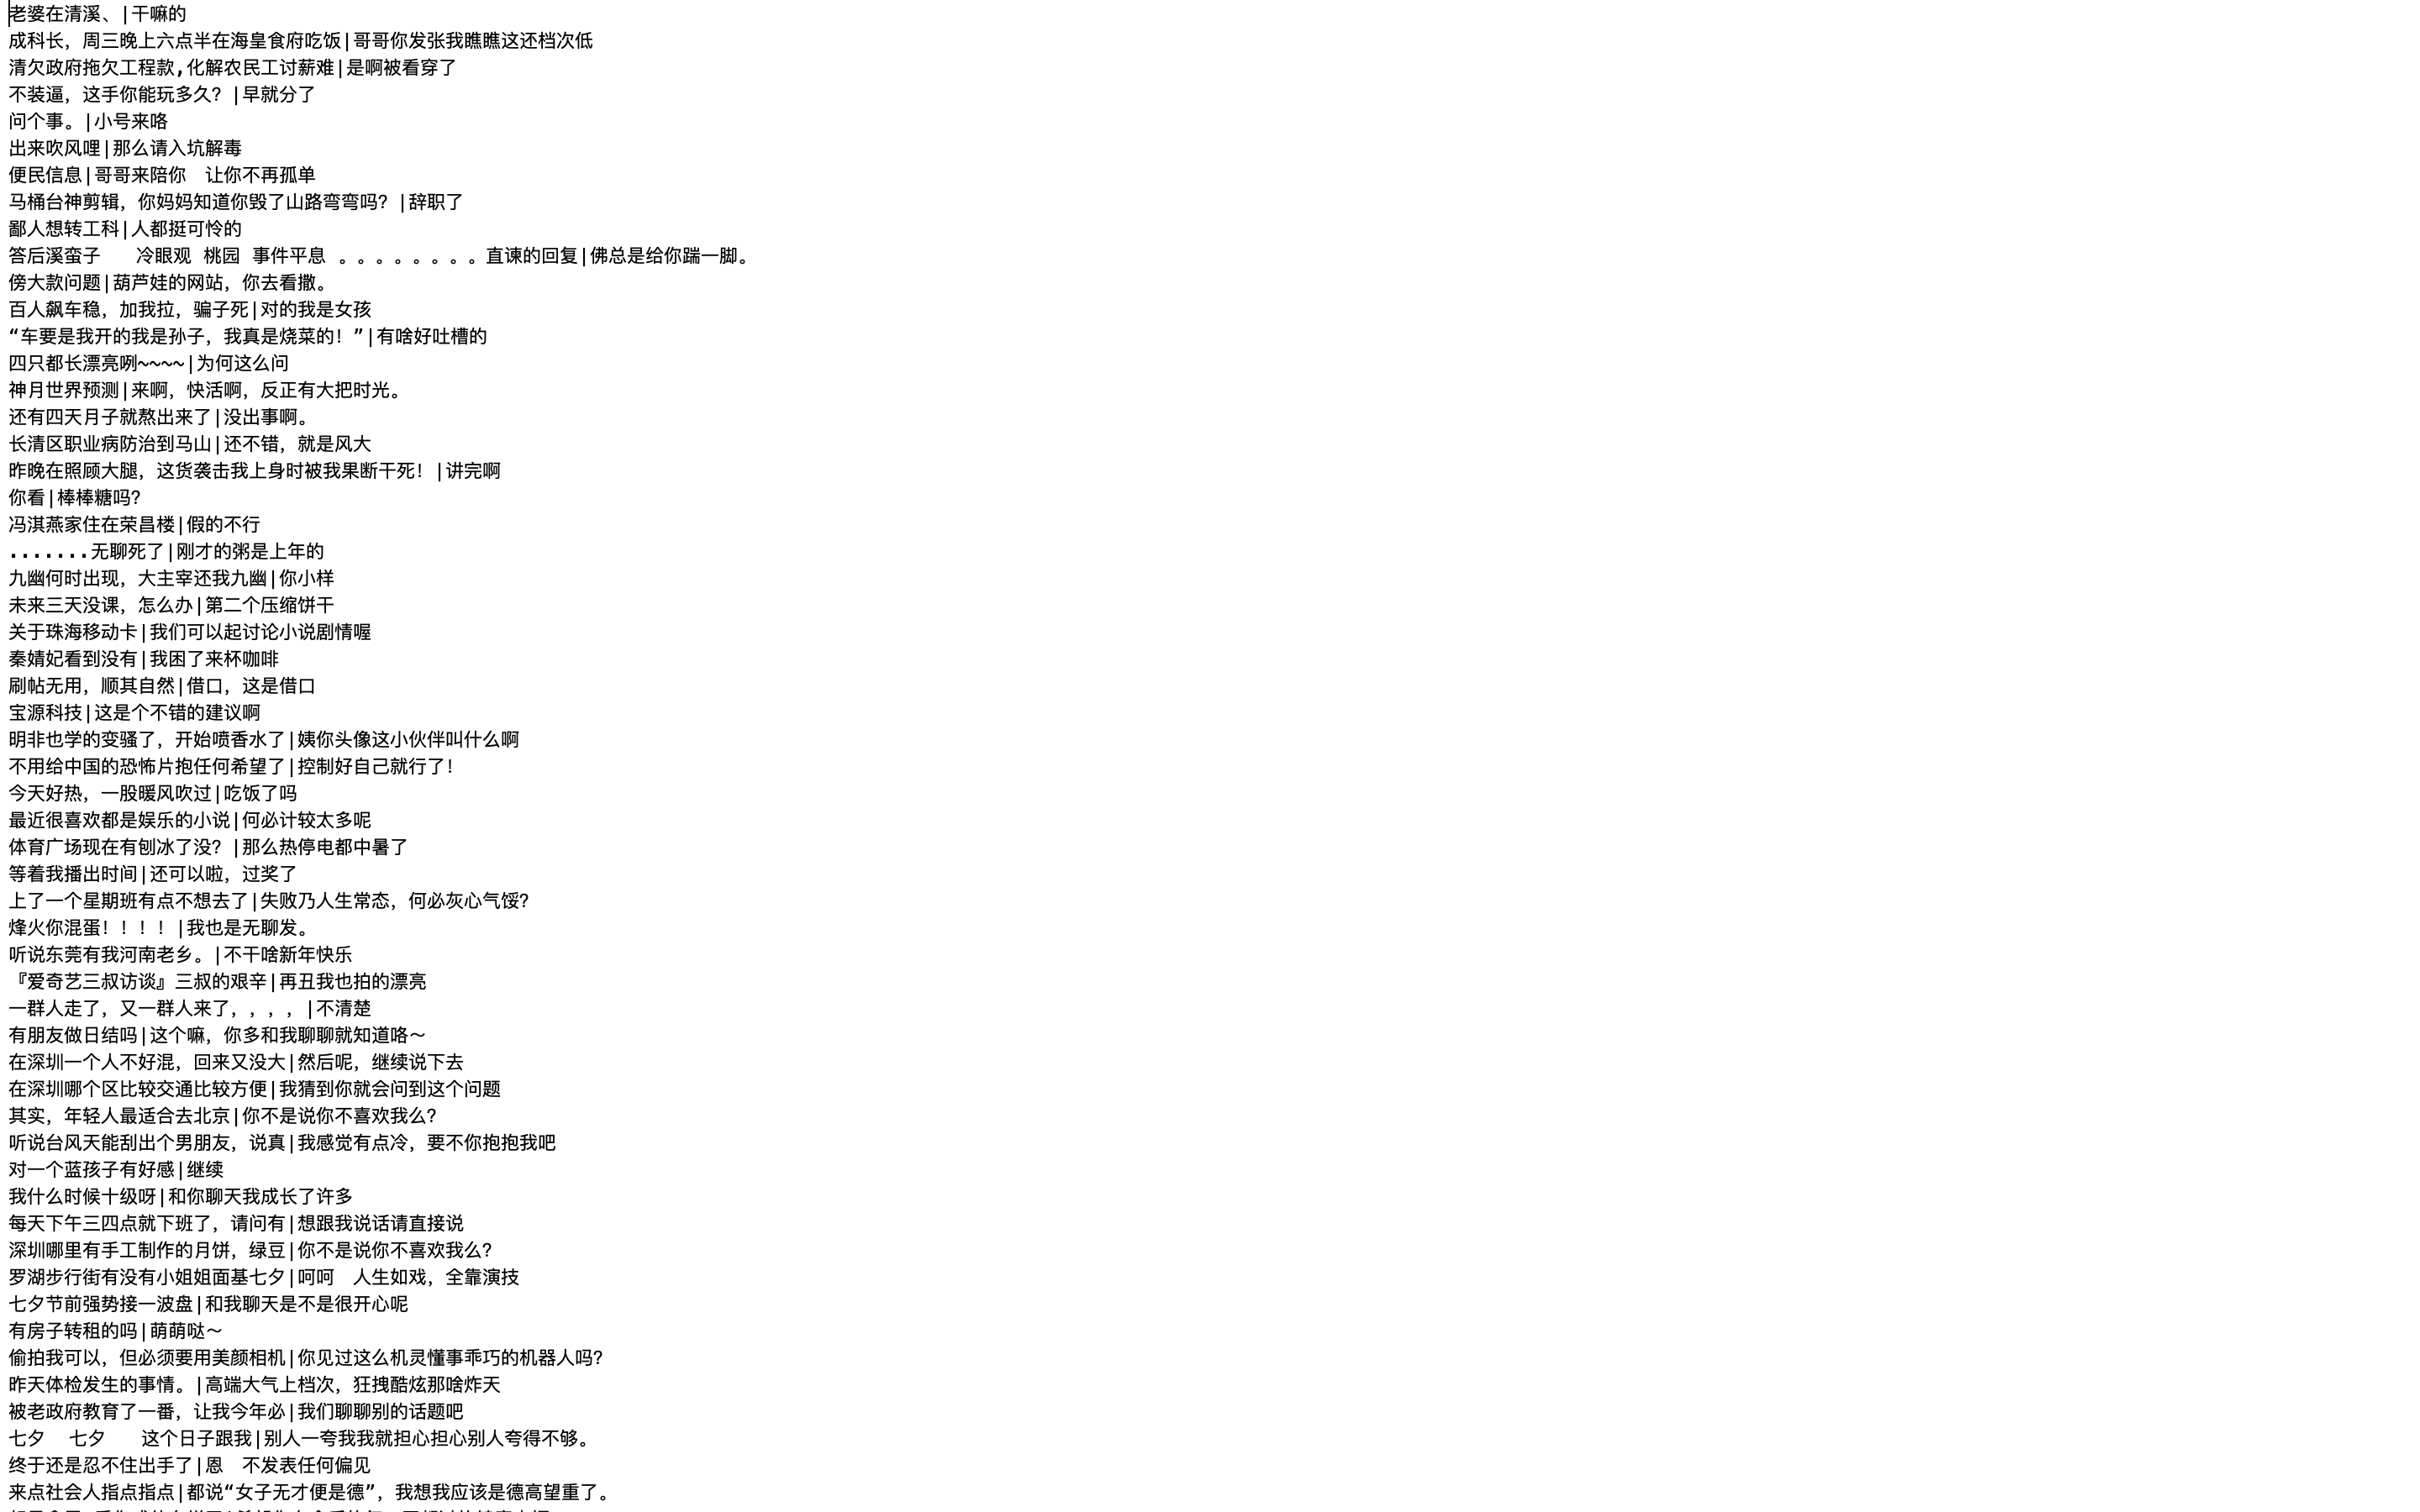 老婆在清溪、|干嘛的
成科长，周三晚上六点半在海皇食府吃饭|哥哥你发张我瞧瞧这还档次低
清欠政府拖欠工程款,化解农民工讨薪难|是啊被看穿了
不装逼，这手你能玩多久？|早就分了
问个事。|小号来咯
出来吹风哩|那么请入坑解毒
便民信息|哥哥来陪你　让你不再孤单
马桶台神剪辑，你妈妈知道你毁了山路弯弯吗？|辞职了
鄙人想转工科|人都挺可怜的
答后溪蛮子   冷眼观 桃园 事件平息 。。。。。。。。直谏的回复|佛总是给你踹一脚。
傍大款问题|葫芦娃的网站，你去看撒。
百人飙车稳，加我拉，骗子死|对的我是女孩
“车要是我开的我是孙子，我真是烧菜的！”|有啥好吐槽的
四只都长漂亮咧~~~~|为何这么问
神月世界预测|来啊，快活啊，反正有大把时光。
还有四天月子就熬出来了|没出事啊。
长清区职业病防治到马山|还不错，就是风大
昨晚在照顾大腿，这货袭击我上身时被我果断干死！|讲完啊
你看|棒棒糖吗？
冯淇燕家住在荣昌楼|假的不行
.......无聊死了|刚才的粥是上年的
九幽何时出现，大主宰还我九幽|你小样
未来三天没课，怎么办|第二个压缩饼干
关于珠海移动卡|我们可以起讨论小说剧情喔
秦婧妃看到没有|我困了来杯咖啡
刷帖无用，顺其自然|借口，这是借口
宝源科技|这是个不错的建议啊
明非也学的变骚了，开始喷香水了|姨你头像这小伙伴叫什么啊
不用给中国的恐怖片抱任何希望了|控制好自己就行了！
今天好热，一股暖风吹过|吃饭了吗
最近很喜欢都是娱乐的小说|何必计较太多呢
体育广场现在有刨冰了没？|那么热停电都中暑了
等着我播出时间|还可以啦，过奖了
上了一个星期班有点不想去了|失败乃人生常态，何必灰心气馁？
烽火你混蛋！！！！|我也是无聊发。
听说东莞有我河南老乡。|不干啥新年快乐
『爱奇艺三叔访谈』三叔的艰辛|再丑我也拍的漂亮
一群人走了，又一群人来了，，，，|不清楚
有朋友做日结吗|这个嘛，你多和我聊聊就知道咯～
在深圳一个人不好混，回来又没大|然后呢，继续说下去
在深圳哪个区比较交通比较方便|我猜到你就会问到这个问题
其实，年轻人最适合去北京|你不是说你不喜欢我么？
听说台风天能刮出个男朋友，说真|我感觉有点冷，要不你抱抱我吧
对一个蓝孩子有好感|继续
我什么时候十级呀|和你聊天我成长了许多
每天下午三四点就下班了，请问有|想跟我说话请直接说
深圳哪里有手工制作的月饼，绿豆|你不是说你不喜欢我么？
罗湖步行街有没有小姐姐面基七夕|呵呵　人生如戏，全靠演技
七夕节前强势接一波盘|和我聊天是不是很开心呢
有房子转租的吗|萌萌哒～
偷拍我可以，但必须要用美颜相机|你见过这么机灵懂事乖巧的机器人吗？
昨天体检发生的事情。|高端大气上档次，狂拽酷炫那啥炸天
被老政府教育了一番，让我今年必|我们聊聊别的话题吧
七夕  七夕   这个日子跟我|别人一夸我我就担心担心别人夸得不够。
终于还是忍不住出手了|恩　不发表任何偏见
来点社会人指点指点|都说“女子无才便是德”，我想我应该是德高望重了。